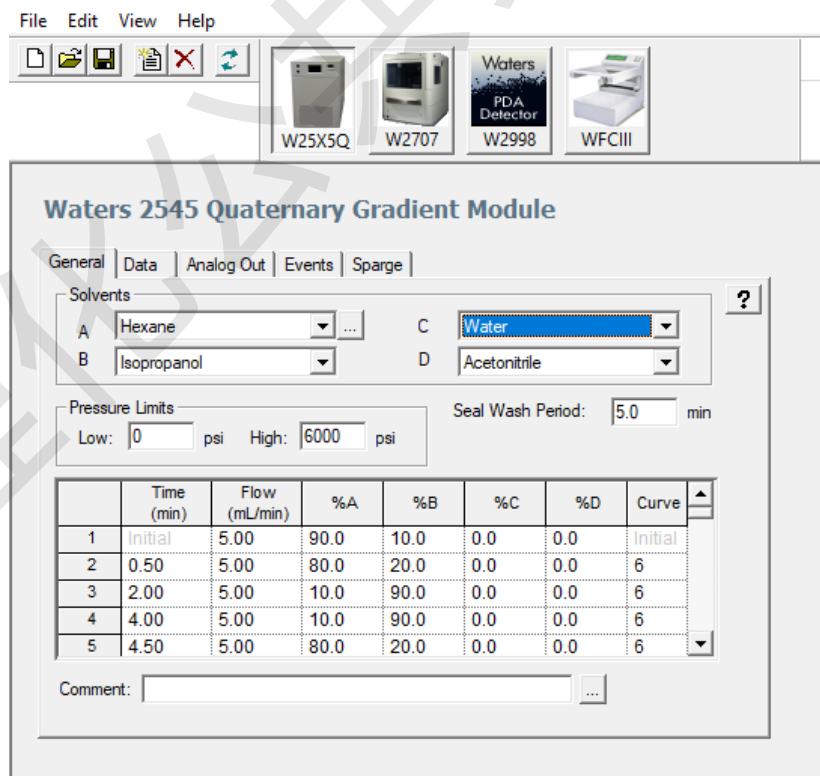 File Edit View Help
Waters
PDA
Detector
W25X5Q W2707 W2998 WFCIII
Waters 2545 Quaternary Gradient Module
General Data Analog Out Events Sparge
?
Solvents
A Hexane ... C Water
B Isopropanol D Acetonitrile
Pressure Limits
Seal Wash Period: 5.0 min
Low: 0 psi High: 6000 psi
Time (min) Flow (mL/min) %A %B %C %D Curve
1 Initial 5.00 90.0 10.0 0.0 0.0 Initial
2 0.50 5.00 80.0 20.0 0.0 0.0 6
3 2.00 5.00 10.0 90.0 0.0 0.0 6
4 4.00 5.00 10.0 90.0 0.0 0.0 6
5 4.50 5.00 80.0 20.0 0.0 0.0 6
Comment: ...